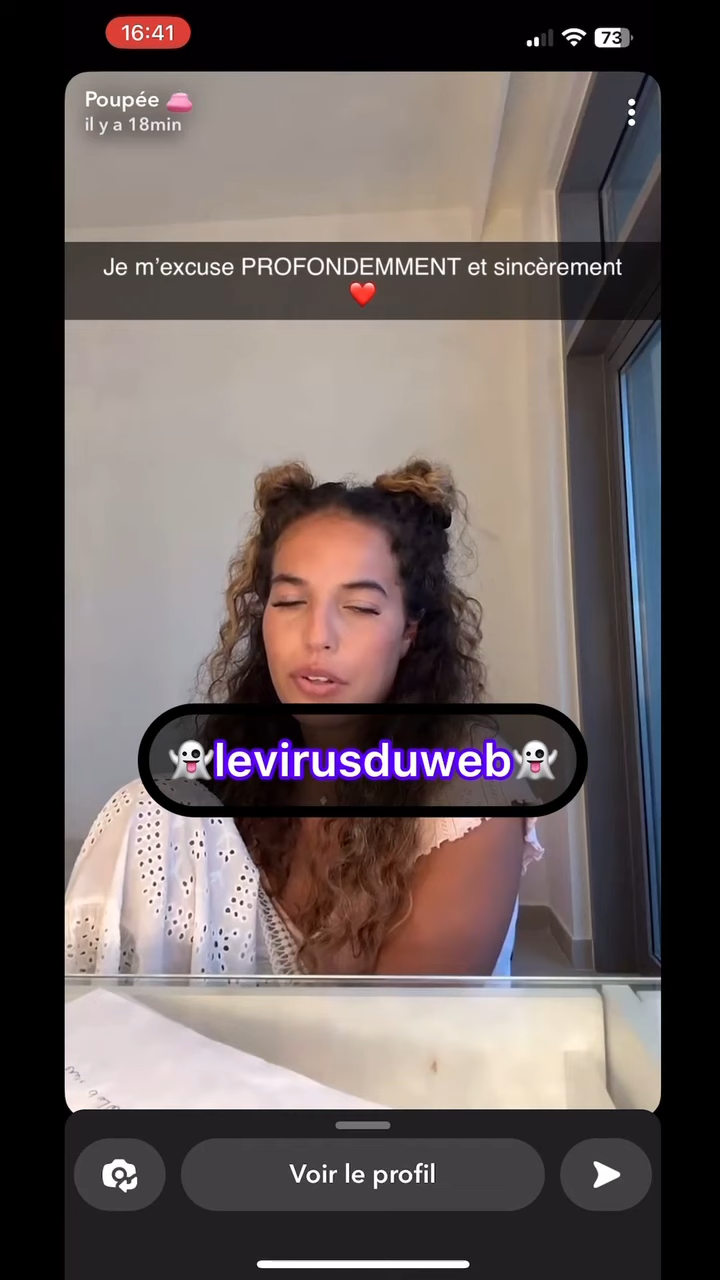 16:41
73
Poupée 👛
il y a 18min
Je m’excuse PROFONDEMMENT et sincèrement
❤️
👻levirusduweb👻
Voir le profil